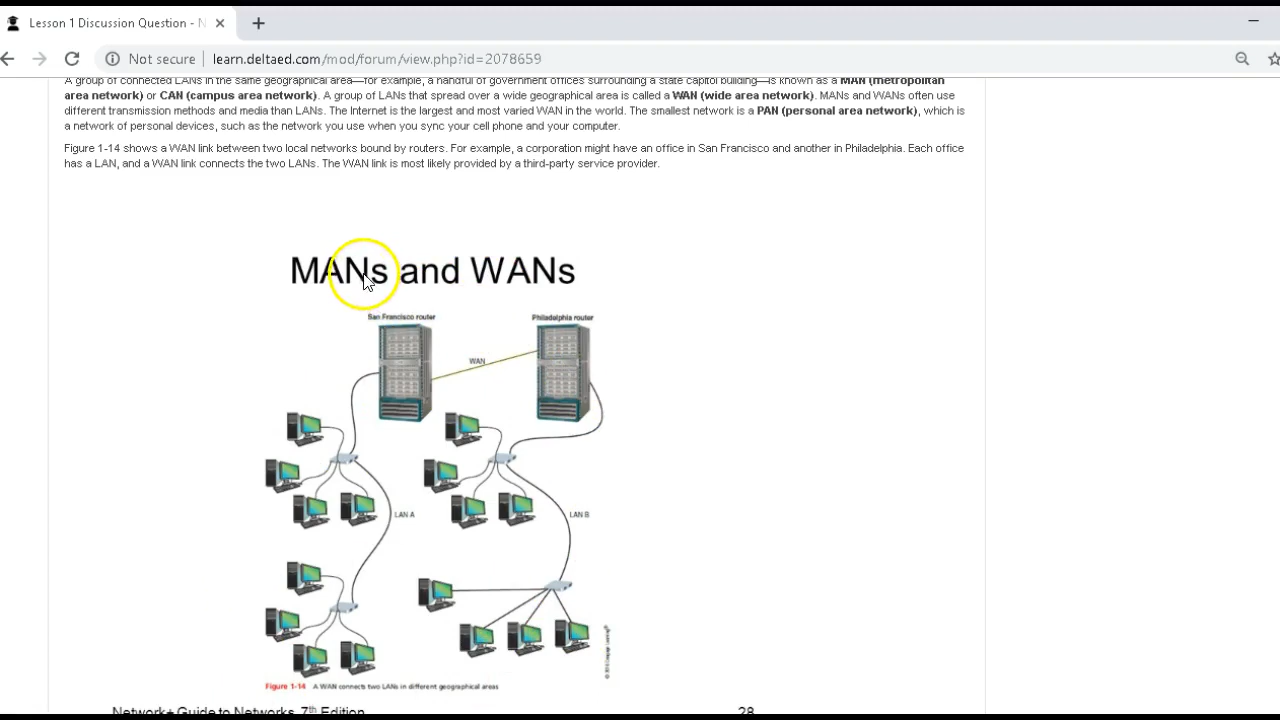 Lesson 1 Discussion Question - N
Not secure
learn.deltaed.com/mod/forum/view.php?id=2078659
A group of connected LANs in the same geographical area—for example, a handful of government offices surrounding a state capitol building—is known as a MAN (metropolitan
area network) or CAN (campus area network). A group of LANs that spread over a wide geographical area is called a WAN (wide area network). MANs and WANs often use
different transmission methods and media than LANs. The Internet is the largest and most varied WAN in the world. The smallest network is a PAN (personal area network), which is
a network of personal devices, such as the network you use when you sync your cell phone and your computer.
Figure 1-14 shows a WAN link between two local networks bound by routers. For example, a corporation might have an office in San Francisco and another in Philadelphia. Each office
has a LAN, and a WAN link connects the two LANs. The WAN link is most likely provided by a third-party service provider.
MANs and WANs
San Francisco router
Philadelphia router
WAN
LAN A
LAN B
Figure 1-14 A WAN connects two LANs in different geographical areas
Network+ Guide to Networks, 7th Edition
28